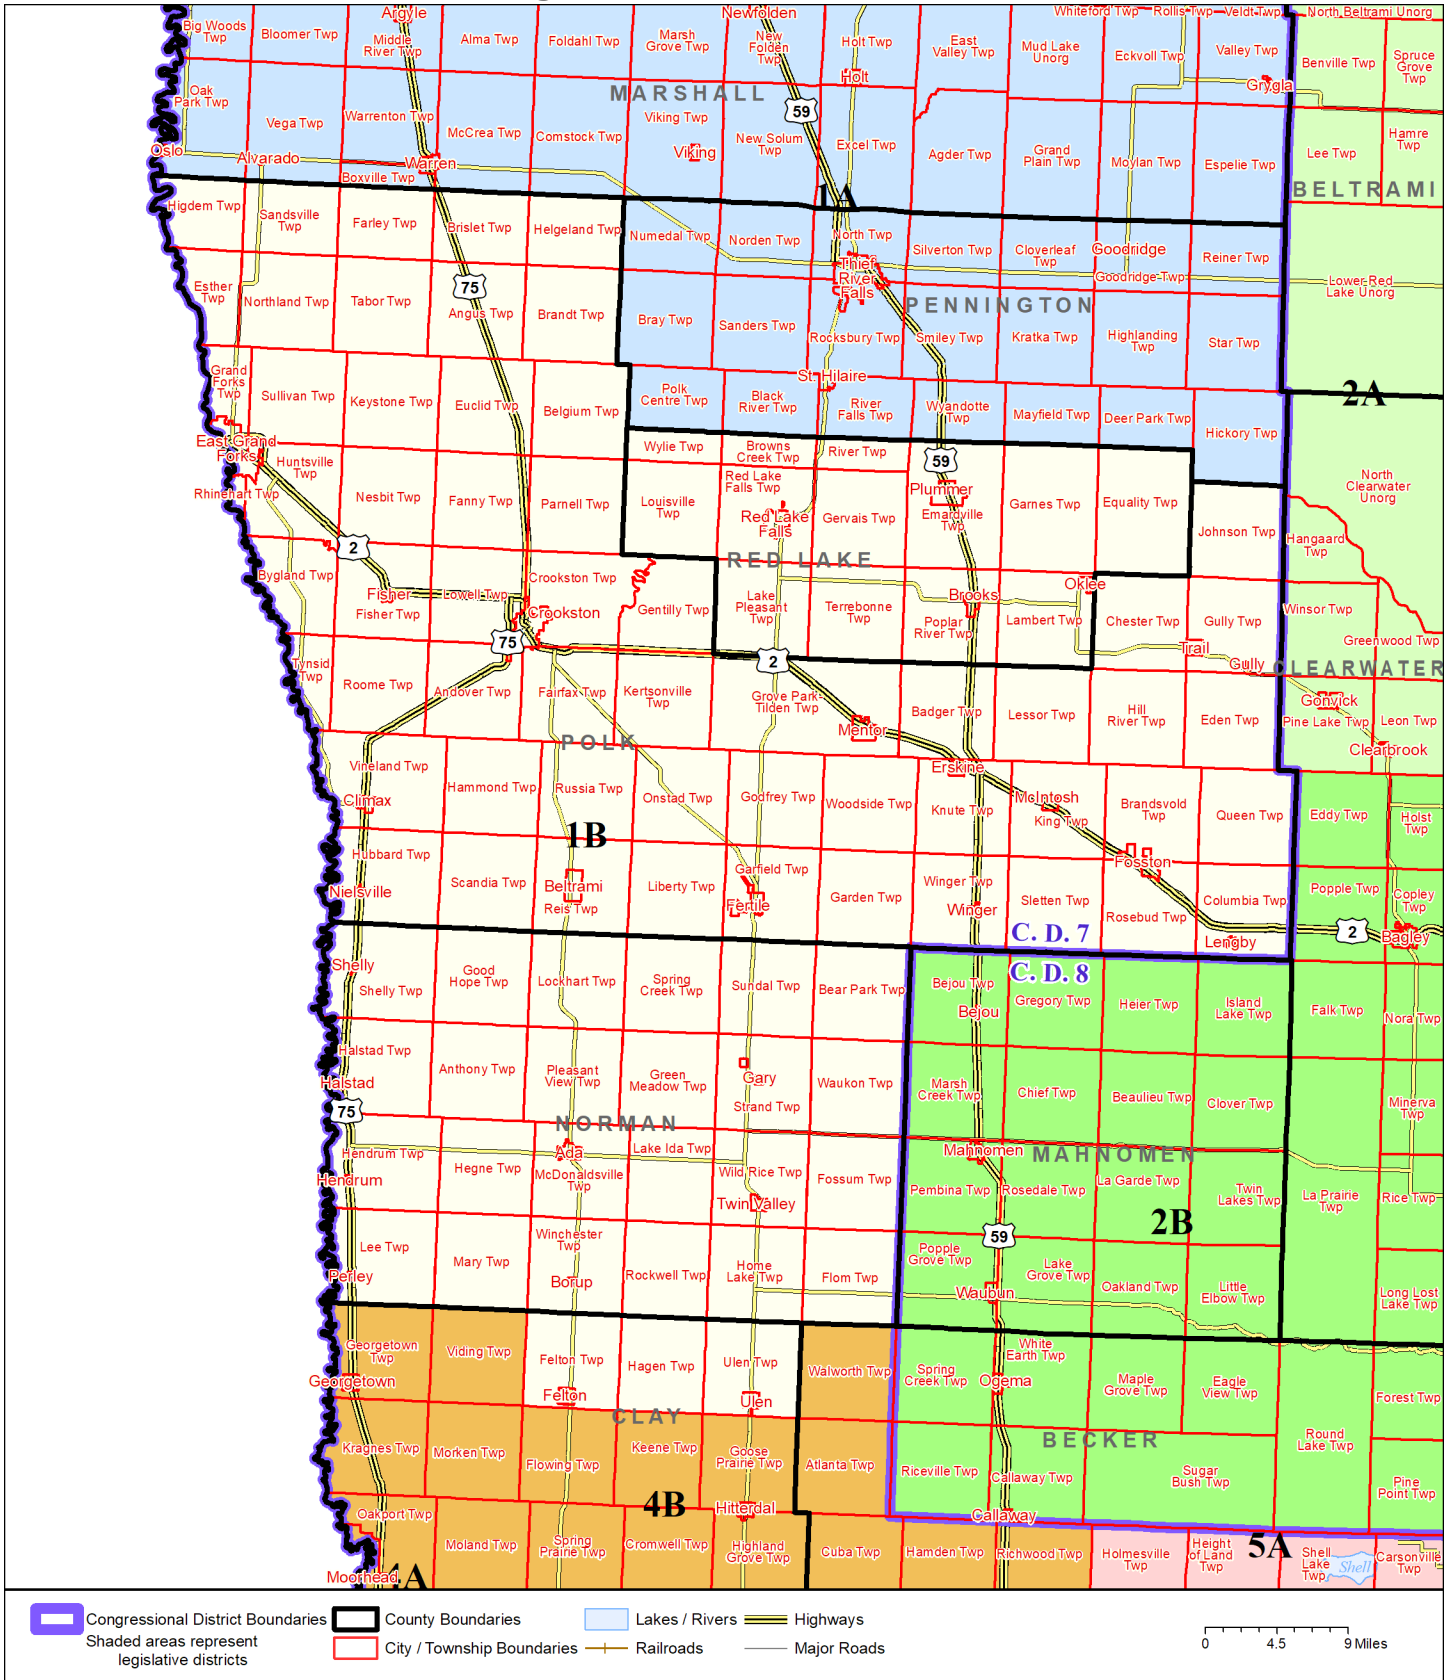 Argyle
Newfolden
Whiteford Twp
Rollis Twp
Veldt Twp
North Beltrami Unorg
Big Woods
Twp
Bloomer Twp
Middle
River Twp
Alma Twp
Foldahl Twp
Marsh
Grove Twp
New
Folden
Twp
Holt Twp
East
Valley Twp
Mud Lake
Unorg
Eckvoll Twp
Valley Twp
Benville Twp
Spruce
Grove
Twp
Holt
Grygla
MARSHALL
Oak
Park Twp
Vega Twp
Warrenton Twp
McCrea Twp
Comstock Twp
Viking Twp
59
New Solum
Twp
Excel Twp
Agder Twp
Grand
Plain Twp
Moylan Twp
Espelie Twp
Lee Twp
Hamre
Twp
Oslo
Alvarado
Warren
Viking
Boxville Twp
1A
BELTRAMI
Higdem Twp
Sandsville
Twp
Farley Twp
Brislet Twp
Helgeland Twp
Numedal Twp
Norden Twp
North Twp
Silverton Twp
Cloverleaf
Twp
Goodridge
Goodridge Twp
Reiner Twp
Thief
River
Falls
Lower Red
Lake Unorg
Esther
Twp
Northland Twp
Tabor Twp
75
Angus Twp
Brandt Twp
Bray Twp
Sanders Twp
PENNINGTON
Rocksbury Twp
Smiley Twp
Kratka Twp
Highlanding
Twp
Star Twp
Grand
Forks
Twp
Sullivan Twp
Keystone Twp
Euclid Twp
Belgium Twp
Polk
Centre Twp
Black
River Twp
St. Hilaire
River
Falls Twp
Wyandotte
Twp
Mayfield Twp
Deer Park Twp
Hickory Twp
2A
East Grand
Forks
Huntsville
Twp
Rhinehart Twp
Nesbit Twp
Fanny Twp
Parnell Twp
Wylie Twp
Browns
Creek Twp
River Twp
59
Louisville
Twp
Red Lake
Falls Twp
Red Lake
Falls
Gervais Twp
Plummer
Emardville
Twp
Garnes Twp
Equality Twp
Johnson Twp
North
Clearwater
Unorg
Hangaard
Twp
2
RED LAKE
Bygland Twp
Fisher
Fisher Twp
Lowell Twp
Crookston Twp
Crookston
Gentilly Twp
Lake
Pleasant
Twp
Terrebonne
Twp
Brooks
Poplar
River Twp
Oklee
Lambert Twp
Chester Twp
Gully Twp
Winsor Twp
Greenwood Twp
75
2
Trail
Gully
CLEARWATER
Tynsid
Twp
Roome Twp
Andover Twp
Fairfax Twp
Kertsonville
Twp
Grove Park-
Tilden Twp
Mentor
Badger Twp
Lessor Twp
Hill
River Twp
Eden Twp
Gonvick
Pine Lake Twp
Leon Twp
Clearbrook
POLK
Vineland Twp
Climax
Hammond Twp
Russia Twp
Onstad Twp
Godfrey Twp
Woodside Twp
Erskine
Knute Twp
McIntosh
King Twp
Brandsvold
Twp
Queen Twp
Eddy Twp
Holst
Twp
1B
Hubbard Twp
Nielsville
Scandia Twp
Beltrami
Reis Twp
Liberty Twp
Garfield Twp
Fertile
Garden Twp
Winger Twp
Winger
Sletten Twp
Fosston
Rosebud Twp
Columbia Twp
Lengby
Popple Twp
Copley
Twp
2
Bagley
C. D. 7
C. D. 8
Shelly
Shelly Twp
Good
Hope Twp
Lockhart Twp
Spring
Creek Twp
Sundal Twp
Bear Park Twp
Bejou Twp
Bejou
Gregory Twp
Heier Twp
Island
Lake Twp
Falk Twp
Nora Twp
Halstad Twp
Halstad
75
Anthony Twp
Pleasant
View Twp
Green
Meadow Twp
Gary
Strand Twp
Waukon Twp
Marsh
Creek Twp
Chief Twp
Beaulieu Twp
Clover Twp
Minerva
Twp
NORMAN
Hendrum Twp
Hendrum
Hegne Twp
Ada
McDonaldsville
Twp
Lake Ida Twp
Wild Rice Twp
Twin Valley
Fossum Twp
Mahnomen
MAHNOMEN
Pembina Twp
Rosedale Twp
La Garde Twp
Twin
Lakes Twp
La Prairie
Twp
Rice Twp
2B
59
Lee Twp
Perley
Mary Twp
Winchester
Twp
Borup
Rockwell Twp
Home
Lake Twp
Flom Twp
Popple
Grove Twp
Waubun
Lake
Grove Twp
Oakland Twp
Little
Elbow Twp
Long Lost
Lake Twp
Georgetown
Twp
Georgetown
Viding Twp
Felton Twp
Felton
Hagen Twp
Ulen Twp
Ulen
Walworth Twp
Spring
Creek Twp
White
Earth Twp
Ogema
Maple
Grove Twp
Eagle
View Twp
Forest Twp
CLAY
BECKER
Kragnes Twp
Morken Twp
Flowing Twp
Keene Twp
Goose
Prairie Twp
Atlanta Twp
Riceville Twp
Callaway Twp
Sugar
Bush Twp
Round
Lake Twp
Pine
Point Twp
4B
Hitterdal
Callaway
Oakport Twp
Moland Twp
Spring
Prairie Twp
Cromwell Twp
Highland
Grove Twp
Cuba Twp
Hamden Twp
Richwood Twp
Holmesville
Twp
Height
of Land
Twp
5A
Shell
Lake
Twp
Shell
Carsonville
Twp
Moorhead
4A
Congressional District Boundaries
Shaded areas represent
legislative districts
County Boundaries
City / Township Boundaries
Lakes / Rivers
Railroads
Highways
Major Roads
0 4.5 9 Miles